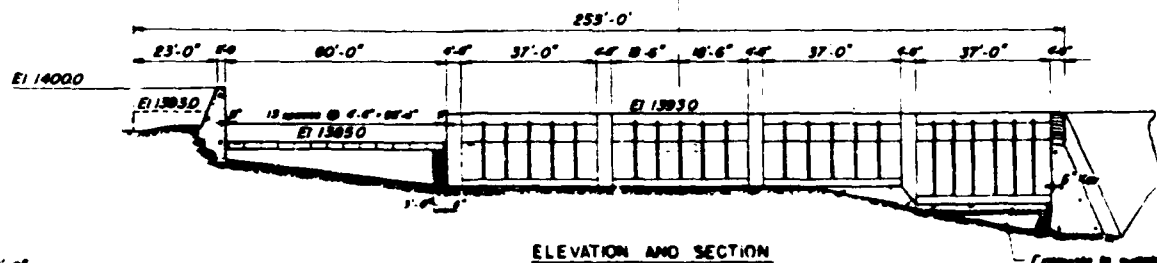 253'-0"
23'-0" 60'-0" 4'-6" 37'-0" 4'-6" 18'-6" 18'-6" 4'-6" 37'-0" 4'-6" 37'-0" 4'-6"
El 1400.0
El 1393.0
El 1393.0
13 spaces @
El 1385.0
ELEVATION AND SECTION